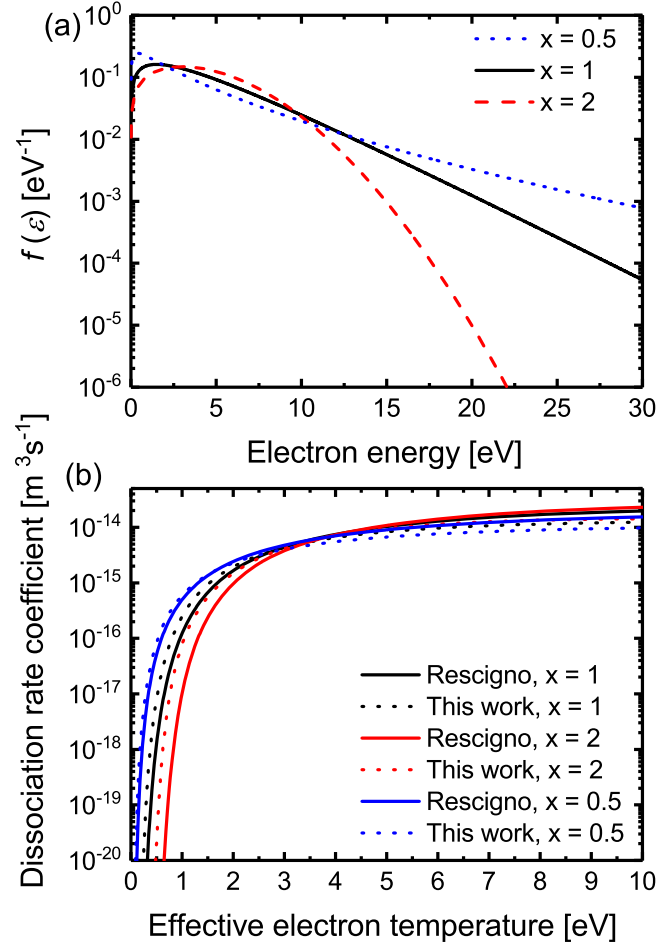 (a)
x = 0.5
x = 1
x = 2
10⁰
10⁻¹
10⁻²
10⁻³
10⁻⁴
10⁻⁵
10⁻⁶
f (ε) [eV⁻¹]
0 5 10 15 20 25 30
Electron energy [eV]
(b)
10⁻¹⁴
10⁻¹⁵
10⁻¹⁶
10⁻¹⁷
10⁻¹⁸
10⁻¹⁹
10⁻²⁰
Dissociation rate coefficient [m³s⁻¹]
Rescigno, x = 1
This work, x = 1
Rescigno, x = 2
This work, x = 2
Rescigno, x = 0.5
This work, x = 0.5
0 1 2 3 4 5 6 7 8 9 10
Effective electron temperature [eV]